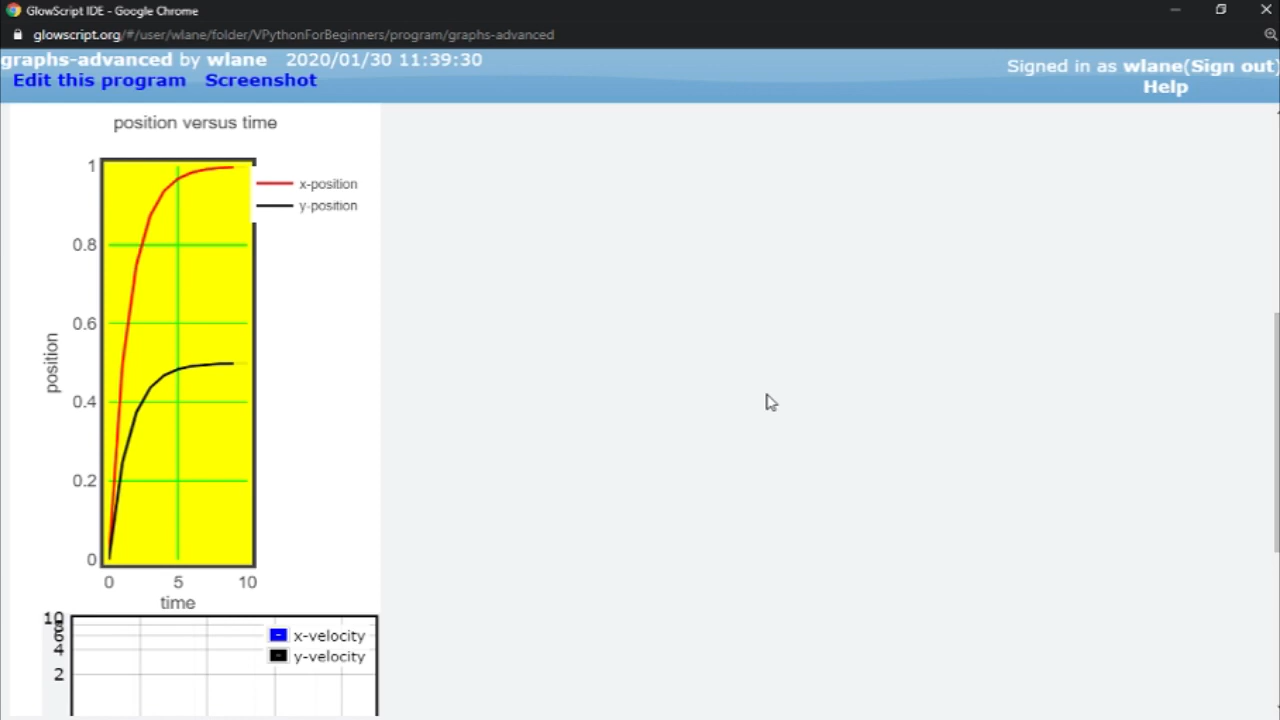 GlowScript IDE - Google Chrome
glowscript.org/#/user/wlane/folder/VPythonForBeginners/program/graphs-advanced
graphs-advanced by wlane 2020/01/30 11:39:30
Signed in as wlane(Sign out)
Edit this program Screenshot
Help
position versus time
1
x-position
y-position
0.8
0.6
position
0.4
0.2
0
0 5 10
time
10
8
6
4
2
x-velocity
y-velocity